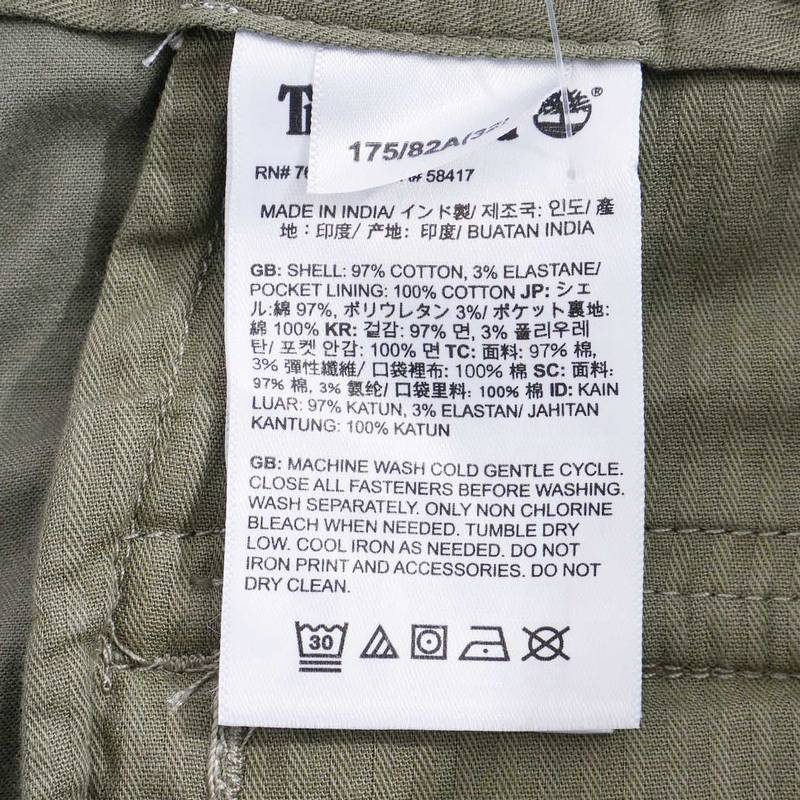 175/82A(32)
®
RN# 76
# 58417
MADE IN INDIA/ インド製/ 제조국: 인도/ 產
地：印度/ 产地：印度/ BUATAN INDIA
GB: SHELL: 97% COTTON, 3% ELASTANE/
POCKET LINING: 100% COTTON JP: シェ
ル:綿 97%, ポリウレタン 3%/ ポケット裏地:
綿 100% KR: 겉감: 97% 면, 3% 폴리우레
탄/ 포켓 안감: 100% 면 TC: 面料: 97% 棉,
3% 彈性纖維/ 口袋裡布: 100% 棉 SC: 面料:
97% 棉, 3% 氨纶/ 口袋里料: 100% 棉 ID: KAIN
LUAR: 97% KATUN, 3% ELASTAN/ JAHITAN
KANTUNG: 100% KATUN
GB: MACHINE WASH COLD GENTLE CYCLE.
CLOSE ALL FASTENERS BEFORE WASHING.
WASH SEPARATELY. ONLY NON CHLORINE
BLEACH WHEN NEEDED. TUMBLE DRY
LOW. COOL IRON AS NEEDED. DO NOT
IRON PRINT AND ACCESSORIES. DO NOT
DRY CLEAN.
30